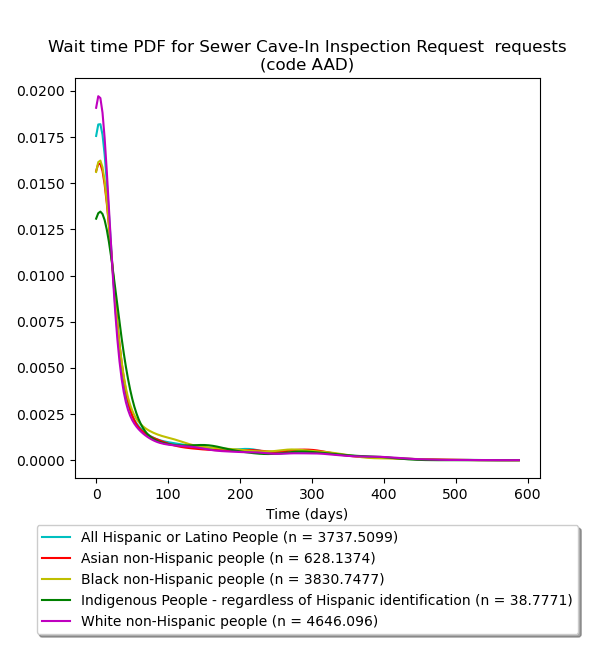 Wait time PDF for Sewer Cave-In Inspection Request  requests
(code AAD)
0.0200
0.0175
0.0150
0.0125
0.0100
0.0075
0.0050
0.0025
0.0000
0 100 200 300 400 500 600
Time (days)
All Hispanic or Latino People (n = 3737.5099)
Asian non-Hispanic people (n = 628.1374)
Black non-Hispanic people (n = 3830.7477)
Indigenous People - regardless of Hispanic identification (n = 38.7771)
White non-Hispanic people (n = 4646.096)